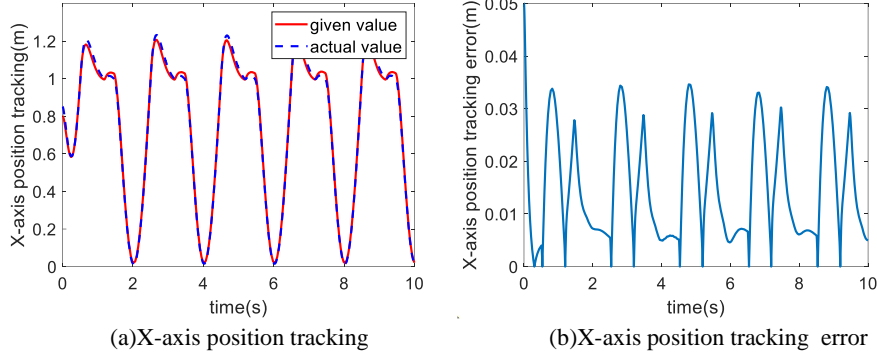 given value
actual value
X-axis position tracking(m)
1.2
1
0.8
0.6
0.4
0.2
0
0 2 4 6 8 10
time(s)
(a)X-axis position tracking
X-axis position tracking error(m)
0.05
0.04
0.03
0.02
0.01
0
0 2 4 6 8 10
time(s)
(b)X-axis position tracking error